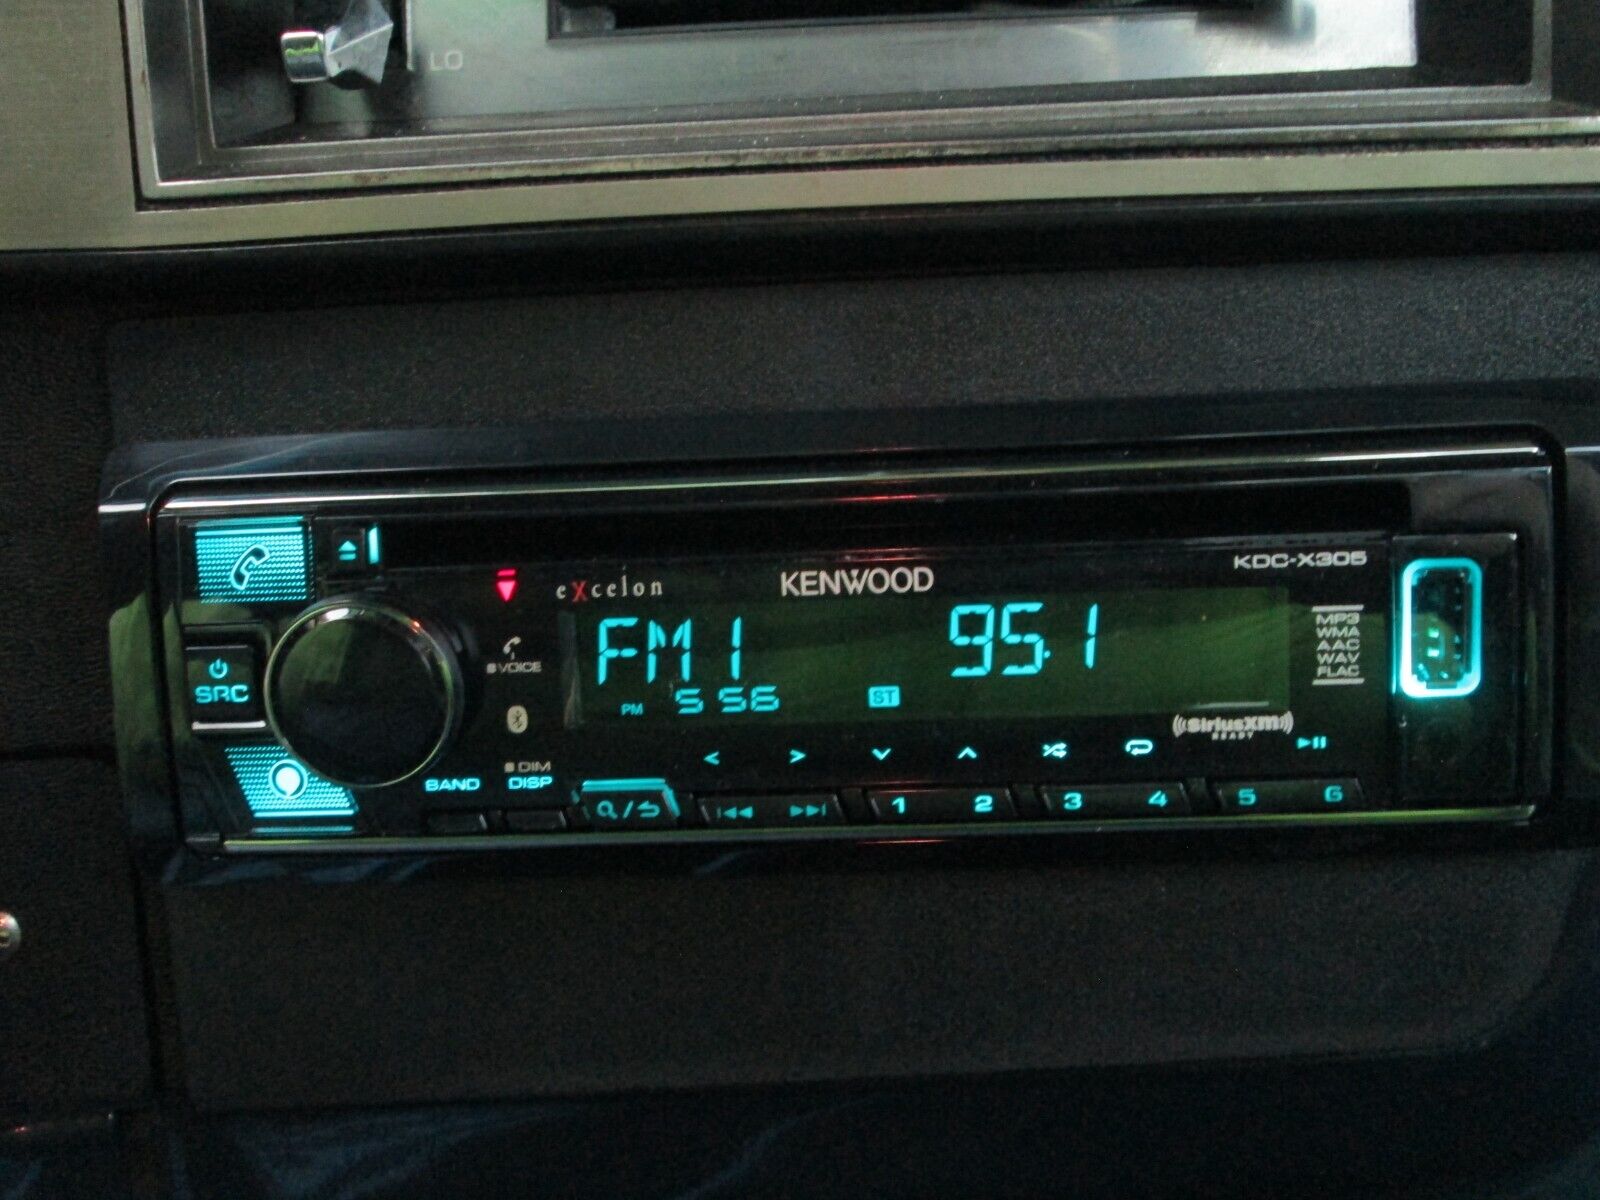 LO
eXcelon
KENWOOD
KDC-X305
FM1
95.1
MP3
WMA
AAC
WAV
FLAC
VOICE
SRC
PM
5 56
ST
SiriusXM
READY
DIM
BAND
DISP
1
2
3
4
5
6